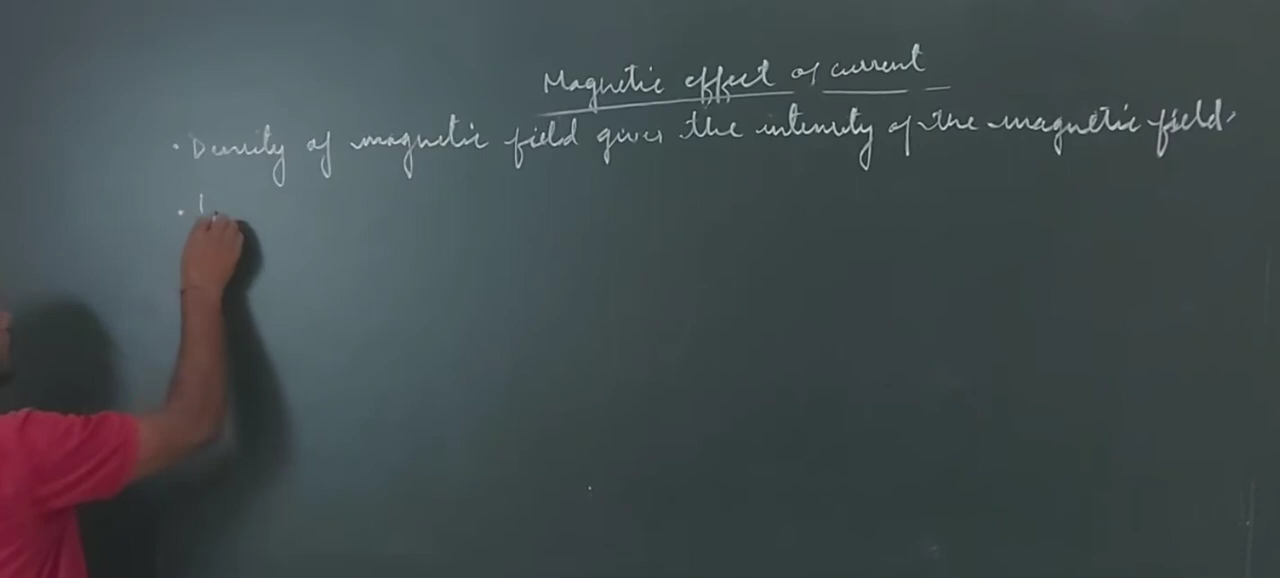 Magnetic effect of current
• Density of magnetic field gives the intensity of the magnetic field.
•